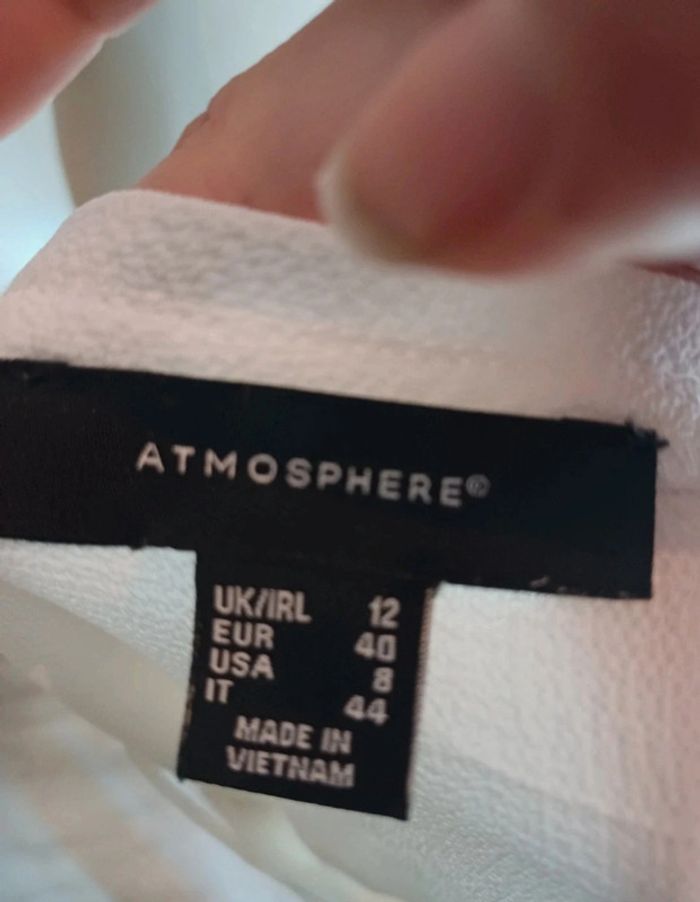 ATMOSPHERE©
UK/IRL 12
EUR 40
USA 8
IT 44
MADE IN
VIETNAM